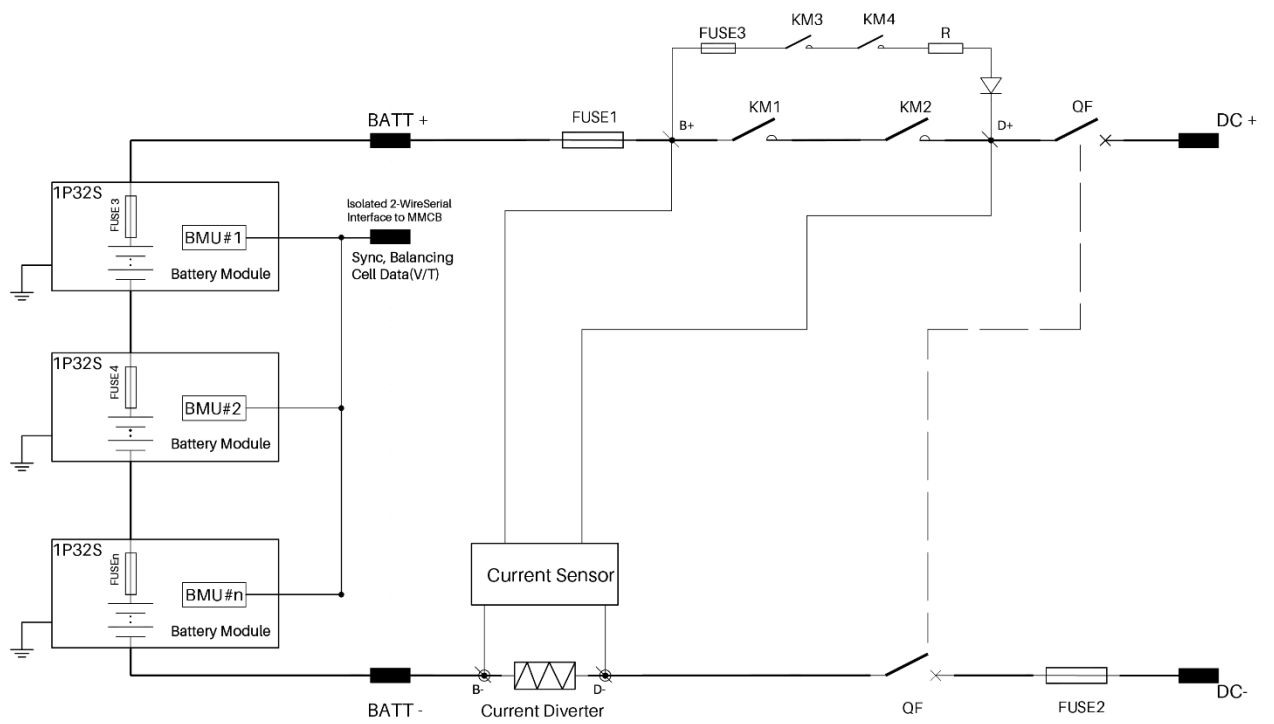 KM3
KM4
FUSE3
R
BATT +
FUSE1
B+
KM1
KM2
D+
QF
DC +
1P32S
FUSE 3
BMU#1
Battery Module
Isolated 2-WireSerial
Interface to MMCB
Sync, Balancing
Cell Data(V/T)
1P32S
FUSE4
BMU#2
Battery Module
1P32S
FUSEn
BMU#n
Battery Module
Current Sensor
BATT -
B-
D-
Current Diverter
QF
FUSE2
DC-